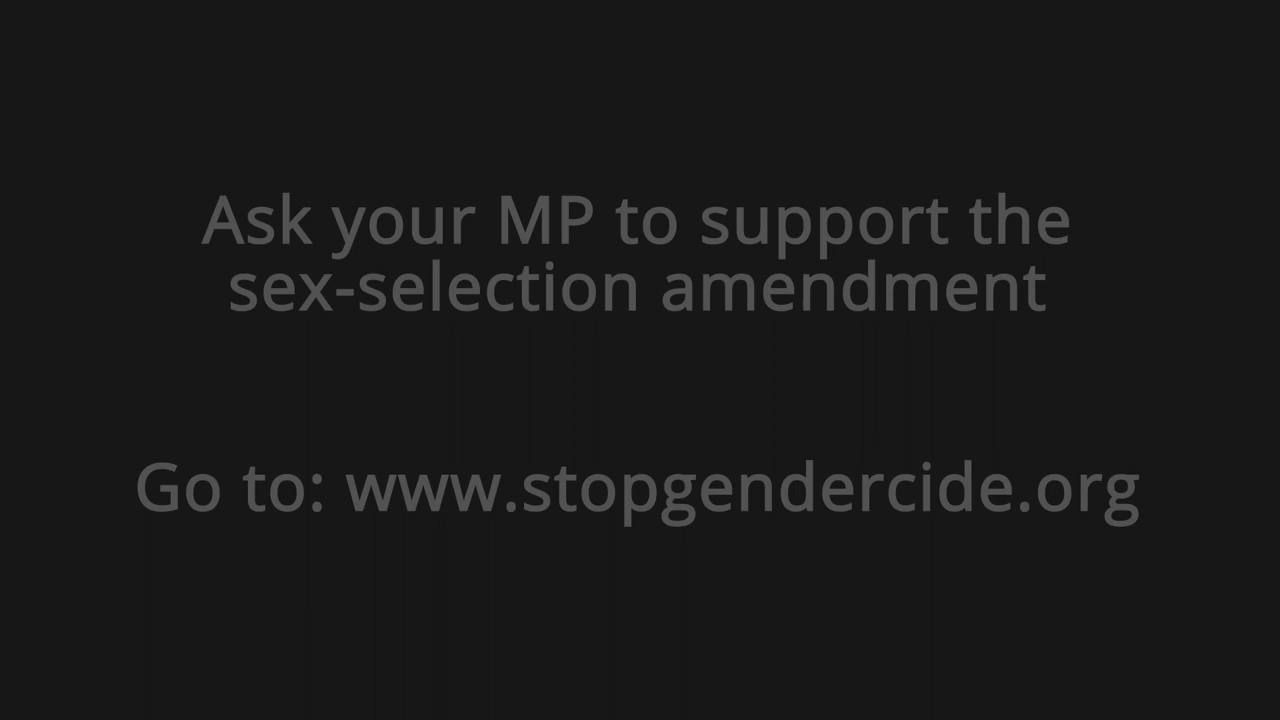 Ask your MP to support the
sex-selection amendment
Go to: www.stopgendercide.org